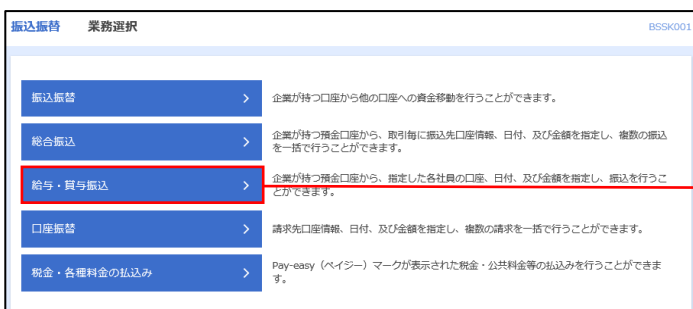 振込振替 業務選択 BSSK001
振込振替 企業が持つ口座から他の口座への資金移動を行うことができます。
総合振込 企業が持つ預金口座から、取引毎に振込先口座情報、日付、及び金額を指定し、複数の振込
を一括で行うことができます。
給与・賞与振込 企業が持つ預金口座から、指定した各社員の口座、日付、及び金額を指定し、振込を行うこ
とができます。
口座振替 請求先口座情報、日付、及び金額を指定し、複数の請求を一括で行うことができます。
税金・各種料金の払込み Pay-easy（ペイジー）マークが表示された税金・公共料金等の払込みを行うことができま
す。